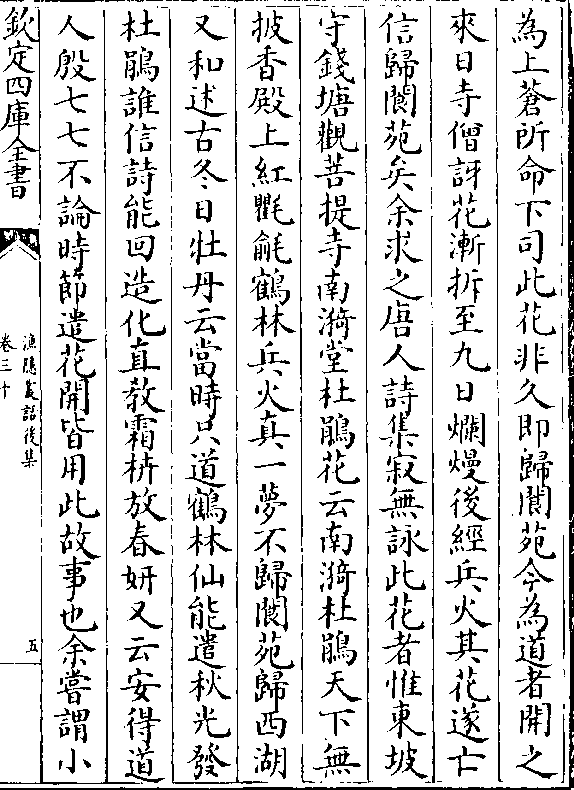 為上蒼所命下司此花非久即歸閬苑今為道者開之
來日寺僧訝花漸拆至九日爛熳後經兵火其花遂亡
信歸閬苑矣余求之唐人詩集寂無詠此花者惟東坡
守錢塘觀菩提寺南漪堂杜鵑花云南漪杜鵑天下無
披香殿上紅氍毹鶴林兵火真一夢不歸閬苑歸西湖
又和述古冬日牡丹云當時只道鶴林仙能遣秋光發
杜鵑誰信詩能回造化直教霜枿放春妍又云安得道
人殷七七不論時節遣花開皆用此故事也余嘗謂小
欽定四庫全書
漁隱叢話後集
卷三十
五